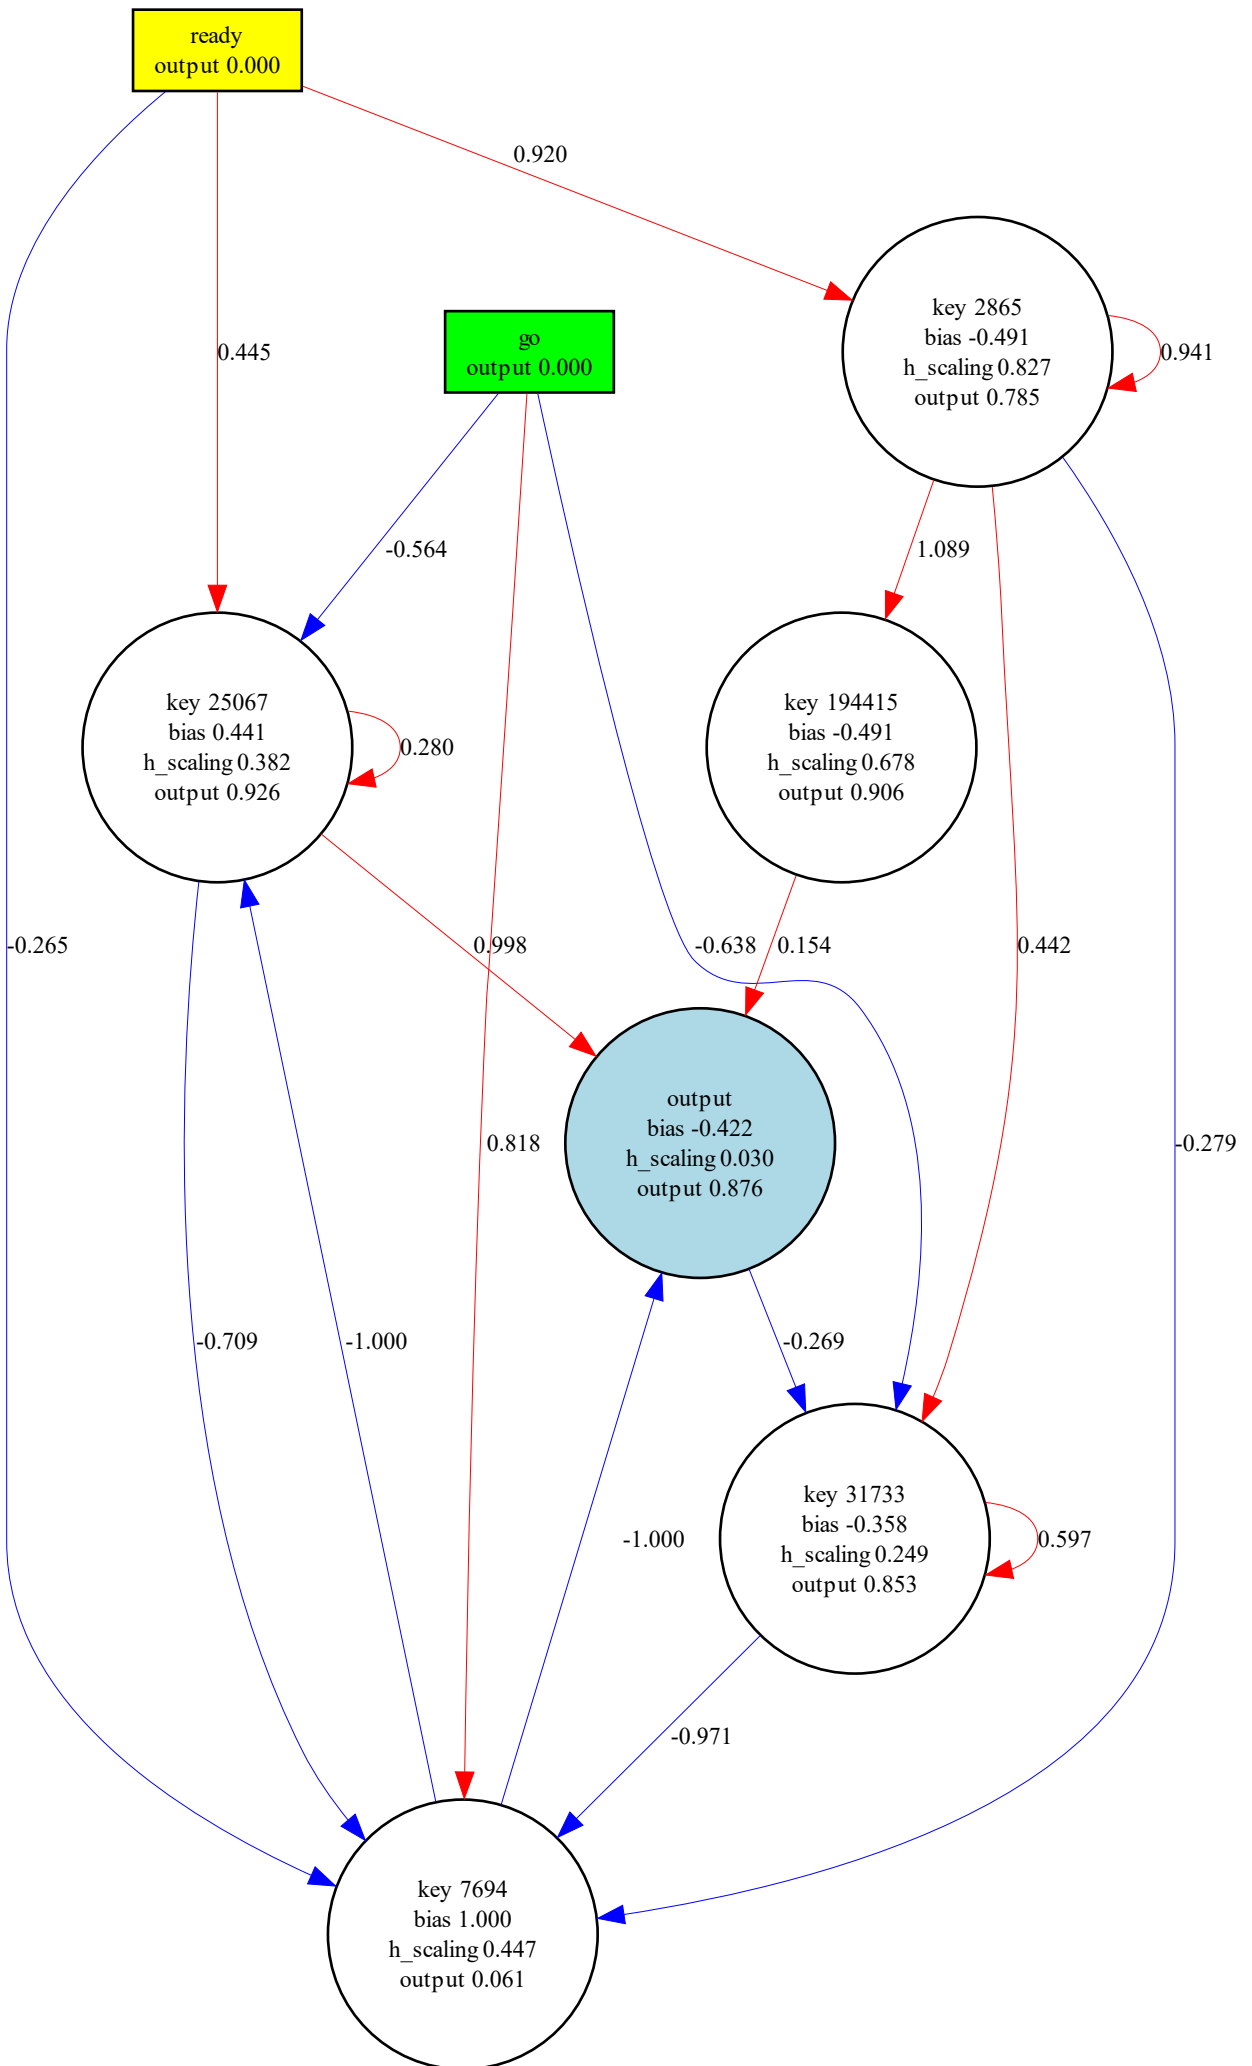 ready
output 0.000
0.920
go
output 0.000
key 2865
bias -0.491
h_scaling 0.827
output 0.785
0.941
0.445
-0.564
1.089
key 25067
bias 0.441
h_scaling 0.382
output 0.926
0.280
key 194415
bias -0.491
h_scaling 0.678
output 0.906
-0.265
0.998
-0.638
0.154
0.442
output
bias -0.422
h_scaling 0.030
output 0.876
0.818
-0.279
-0.709
-1.000
-0.269
-1.000
key 31733
bias -0.358
h_scaling 0.249
output 0.853
0.597
-0.971
key 7694
bias 1.000
h_scaling 0.447
output 0.061